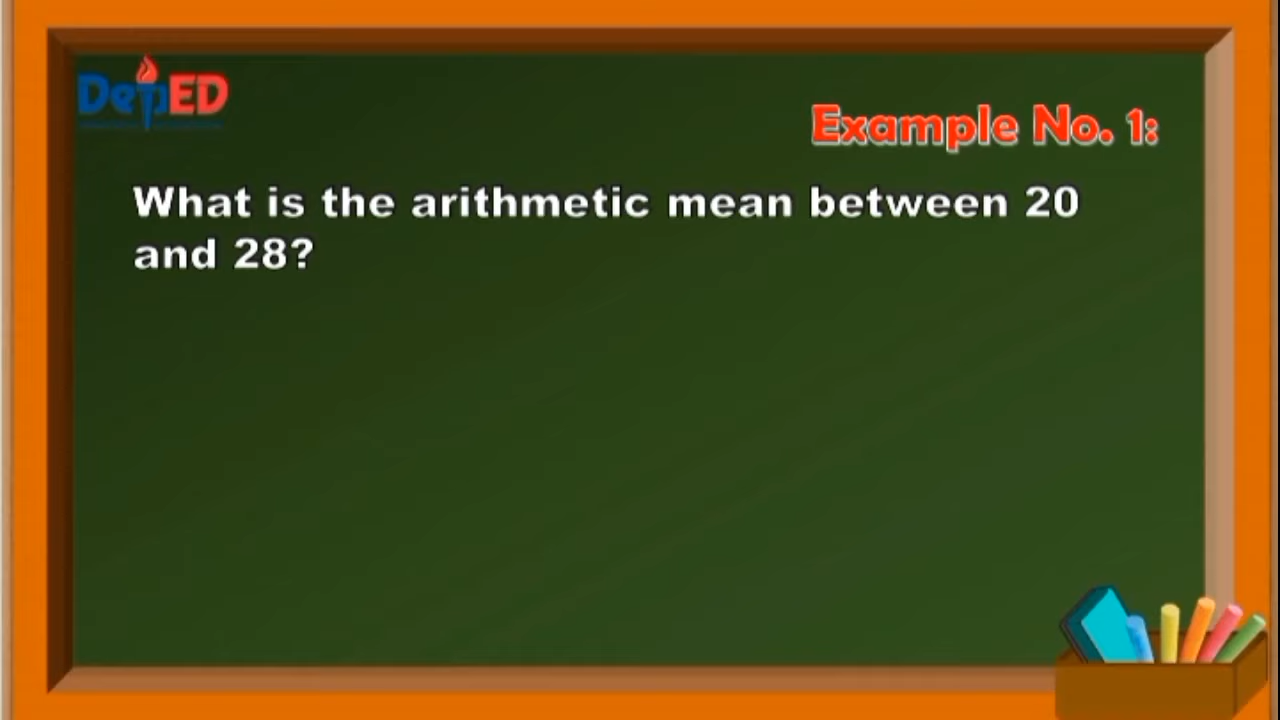 DepED
Example No. 1:
What is the arithmetic mean between 20
and 28?